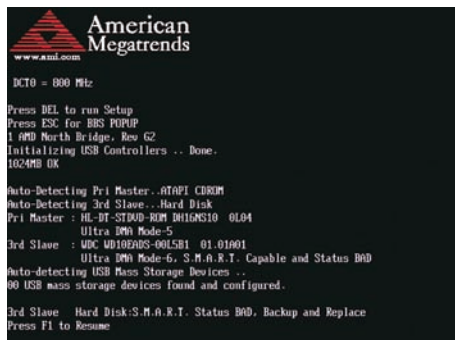 American
Megatrends
www.ami.com
DCT0 = 800 MHz
Press DEL to run Setup
Press ESC for BBS POPUP
1 AMD North Bridge, Rev G2
Initializing USB Controllers .. Done.
1024MB OK
Auto-Detecting Pri Master..ATAPI CDROM
Auto-Detecting 3rd Slave...Hard Disk
Pri Master : HL-DT-STDVD-ROM DH16NS10 0L04
Ultra DMA Mode-5
3rd Slave : WDC WD10EADS-00L5B1 01.01A01
Ultra DMA Mode-6, S.M.A.R.T. Capable and Status BAD
Auto-detecting USB Mass Storage Devices ..
00 USB mass storage devices found and configured.
3rd Slave Hard Disk:S.M.A.R.T. Status BAD, Backup and Replace
Press F1 to Resume